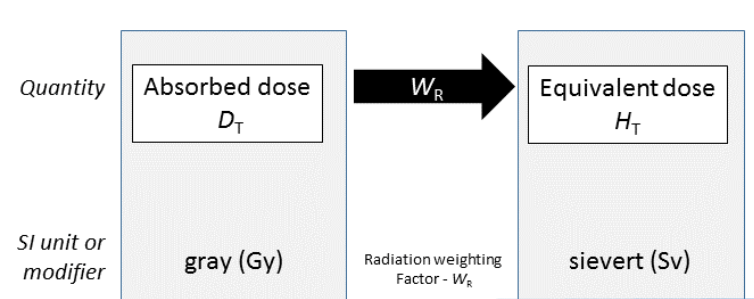 Quantity
Absorbed dose
DT
WR
Equivalent dose
HT
SI unit or
modifier
gray (Gy)
Radiation weighting
Factor - WR
sievert (Sv)